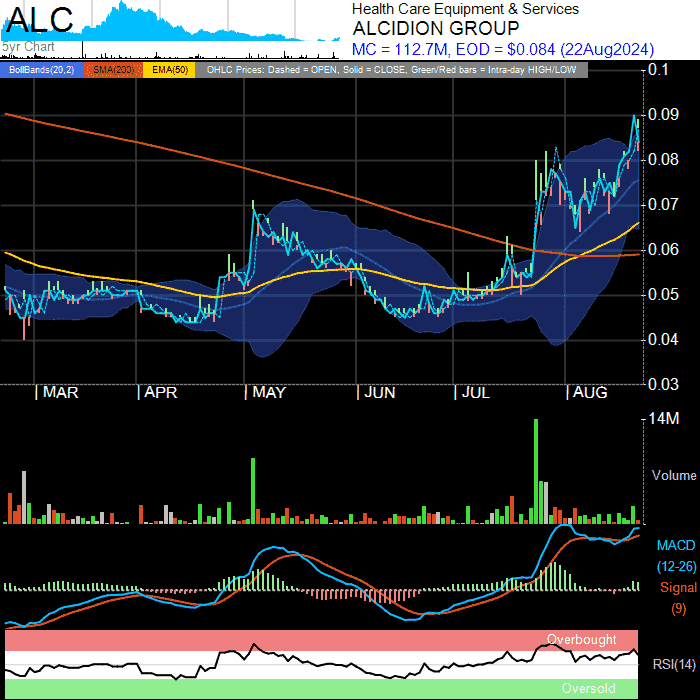 ALC
5yr Chart
Health Care Equipment & Services
ALCIDION GROUP
MC = 112.7M, EOD = $0.084 (22Aug2024)
BollBands(20,2) SMA(200) EMA(50) OHLC Prices: Dashed = OPEN, Solid = CLOSE, Green/Red bars = Intra-day HIGH/LOW
0.1
0.09
0.08
0.07
0.06
0.05
0.04
0.03
|MAR |APR |MAY |JUN |JUL |AUG
14M
Volume
MACD
(12-26)
Signal
(9)
Overbought
RSI(14)
Oversold